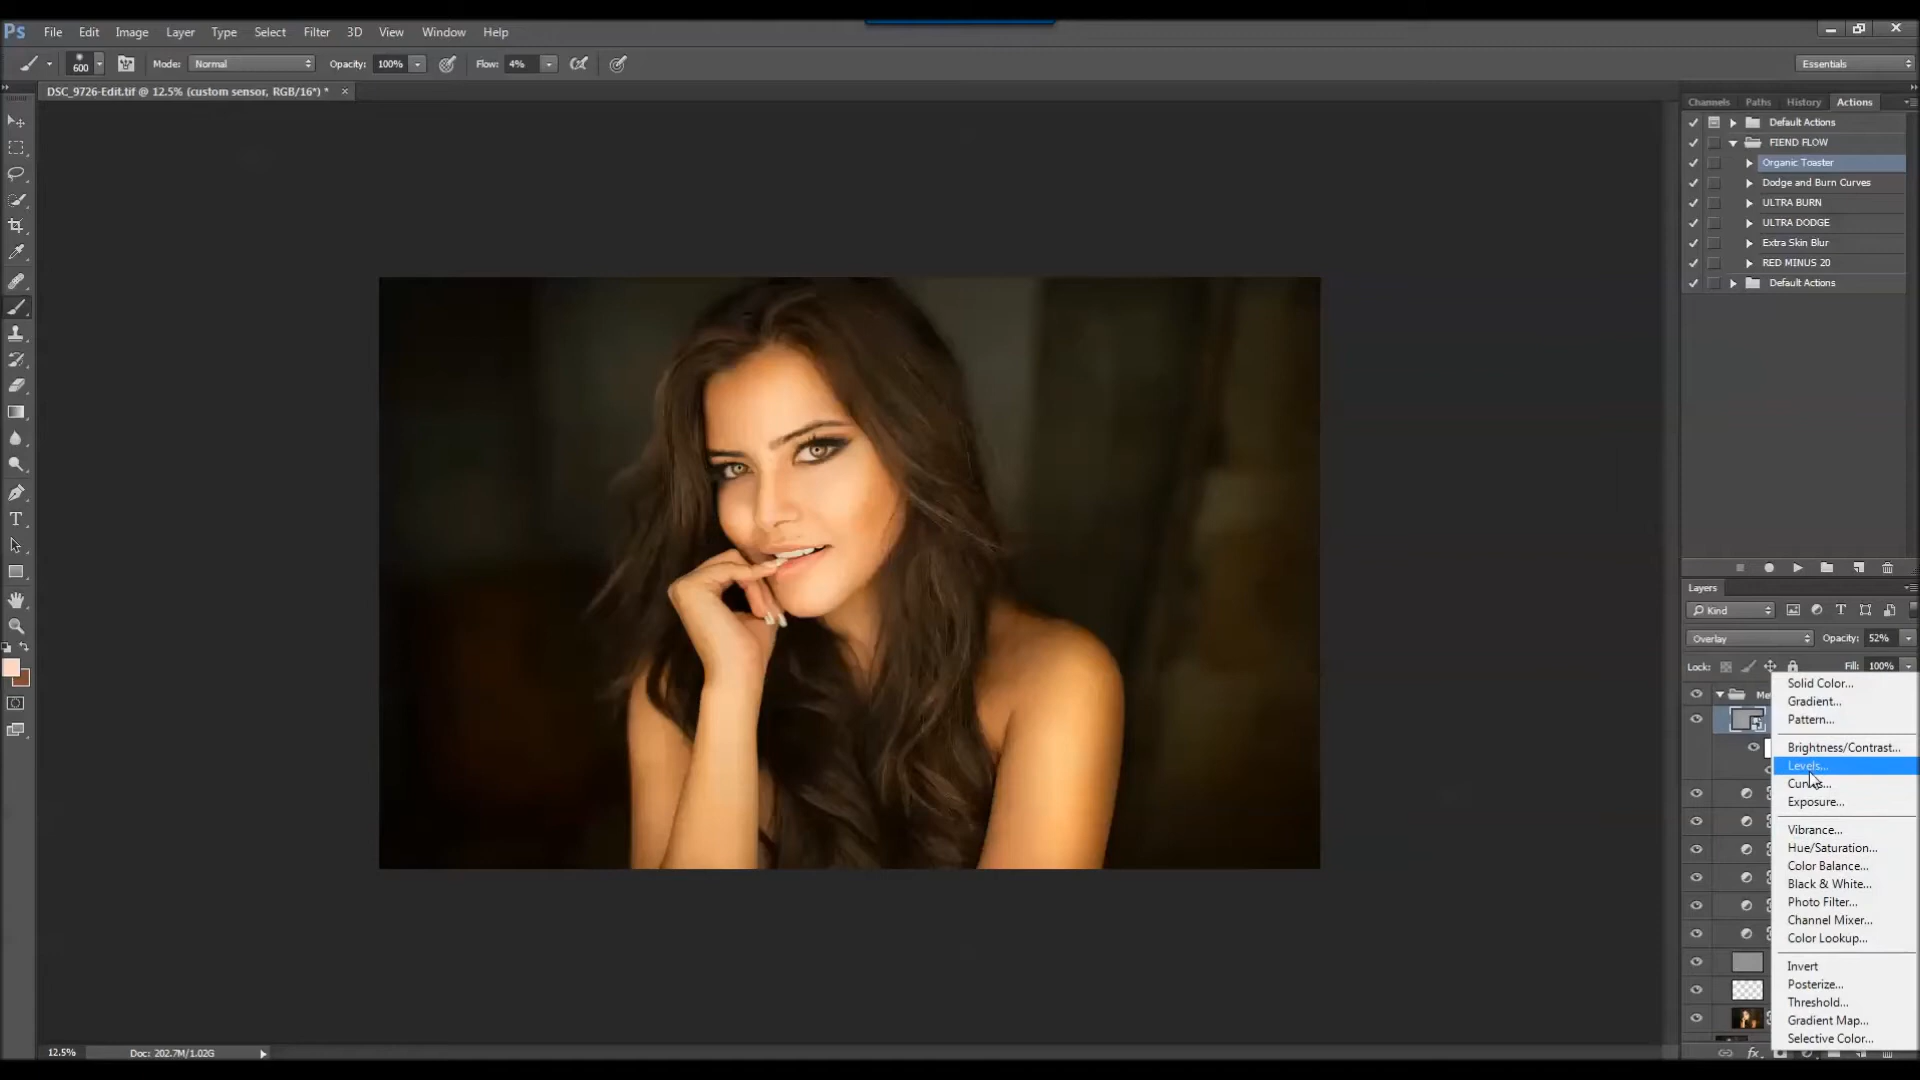 Ps File Edit Image Layer Type Select Filter 3D View Window Help
600 Mode: Normal Opacity: 100% Flow: 4% Essentials
DSC_9726-Edit.tif @ 12.5% (custom sensor, RGB/16*) * ×
Channels Paths History Actions
Default Actions
FIEND FLOW
Organic Toaster
Dodge and Burn Curves
ULTRA BURN
ULTRA DODGE
Extra Skin Blur
RED MINUS 20
Default Actions
Layers
Kind
Overlay Opacity: 52%
Lock: Fill: 100%
Solid Color...
Gradient...
Pattern...
Brightness/Contrast...
Levels...
Curves...
Exposure...
Vibrance...
Hue/Saturation...
Color Balance...
Black & White...
Photo Filter...
Channel Mixer...
Color Lookup...
Invert
Posterize...
Threshold...
Gradient Map...
Selective Color...
12.5% Doc: 202.7M/1.02G